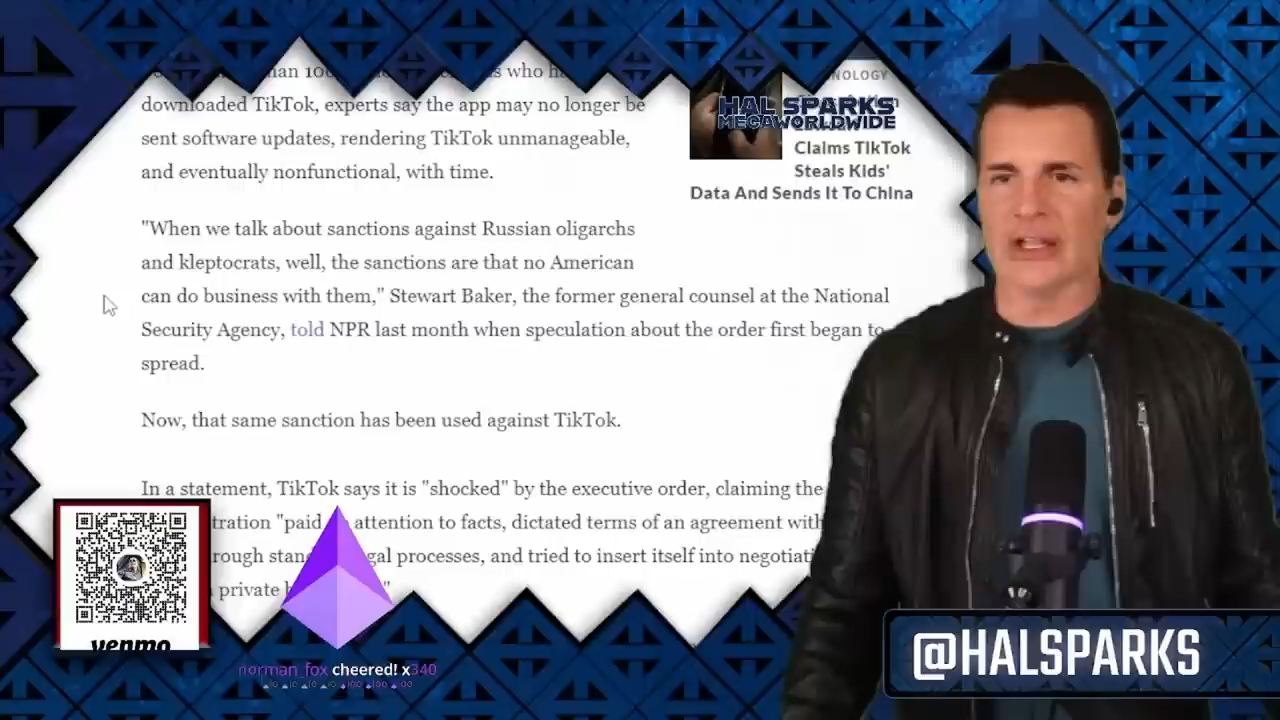 who
downloaded TikTok, experts say the app may no longer be
sent software updates, rendering TikTok unmanageable,
and eventually nonfunctional, with time.
"When we talk about sanctions against Russian oligarchs
and kleptocrats, well, the sanctions are that no American
can do business with them," Stewart Baker, the former general counsel at the National
Security Agency, told NPR last month when speculation about the order first began to
spread.
Now, that same sanction has been used against TikTok.
In a statement, TikTok says it is "shocked" by the executive order, claiming the
"paid attention to facts, dictated terms of an agreement with
processes, and tried to insert itself into
private
HAL SPARKS
MEGAWORLDWIDE
Claims TikTok
Steals Kids'
Data And Sends It To China
venmo
norman_fox cheered! x340
@HALSPARKS